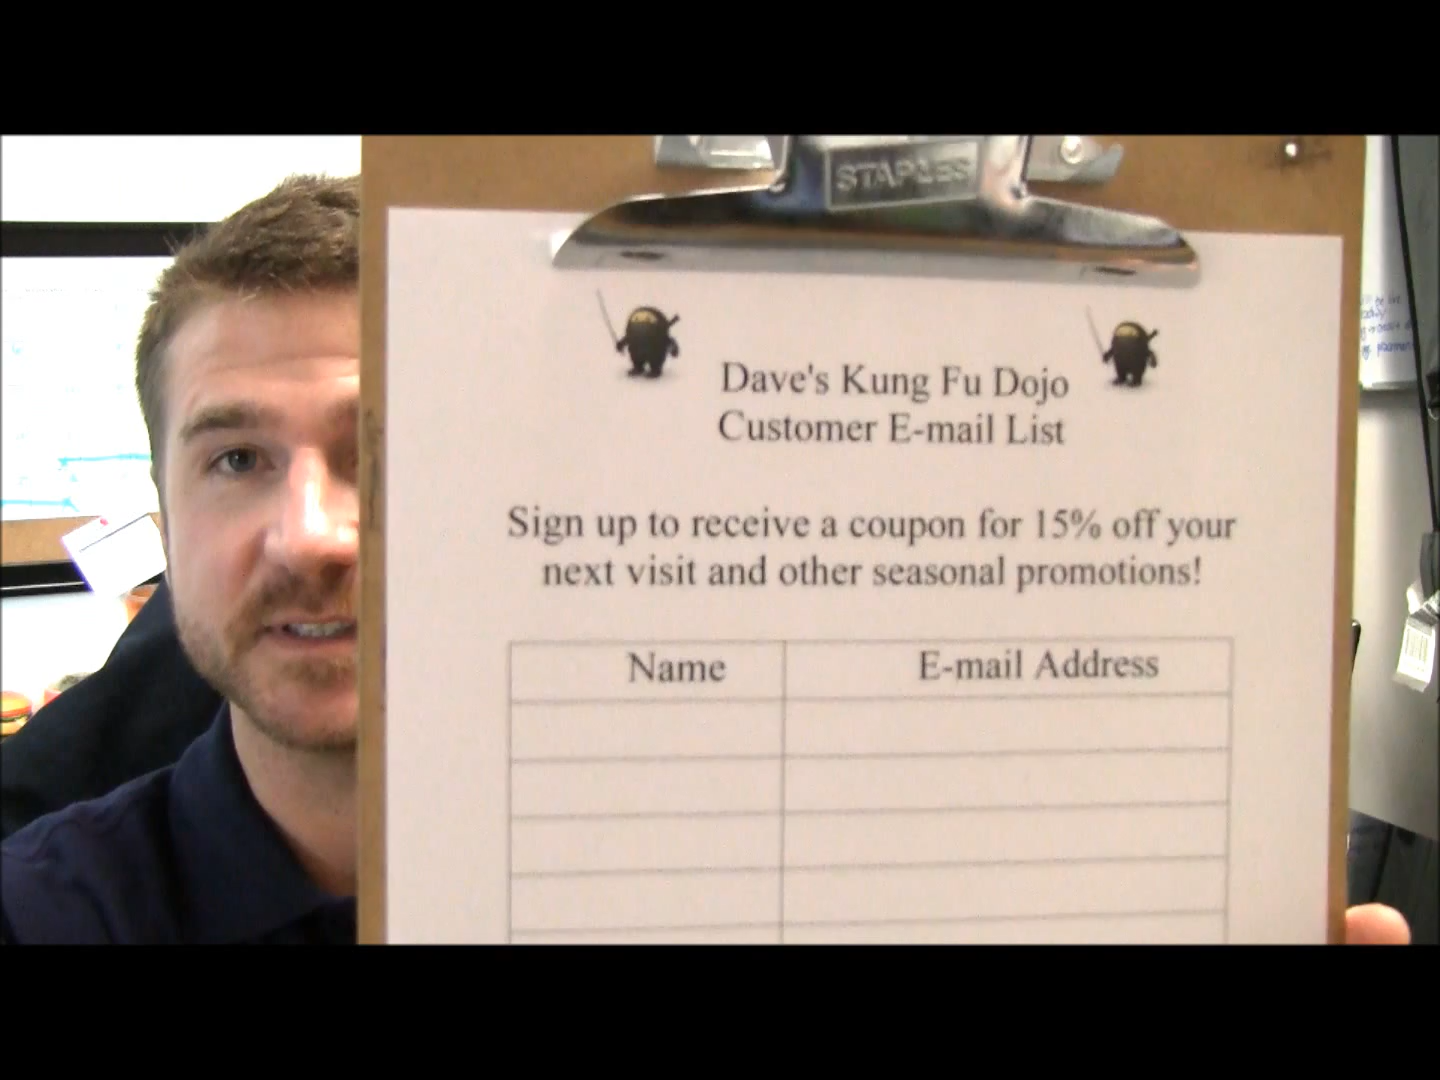 STAPLES
Dave's Kung Fu Dojo
Customer E-mail List
Sign up to receive a coupon for 15% off your
next visit and other seasonal promotions!
Name E-mail Address